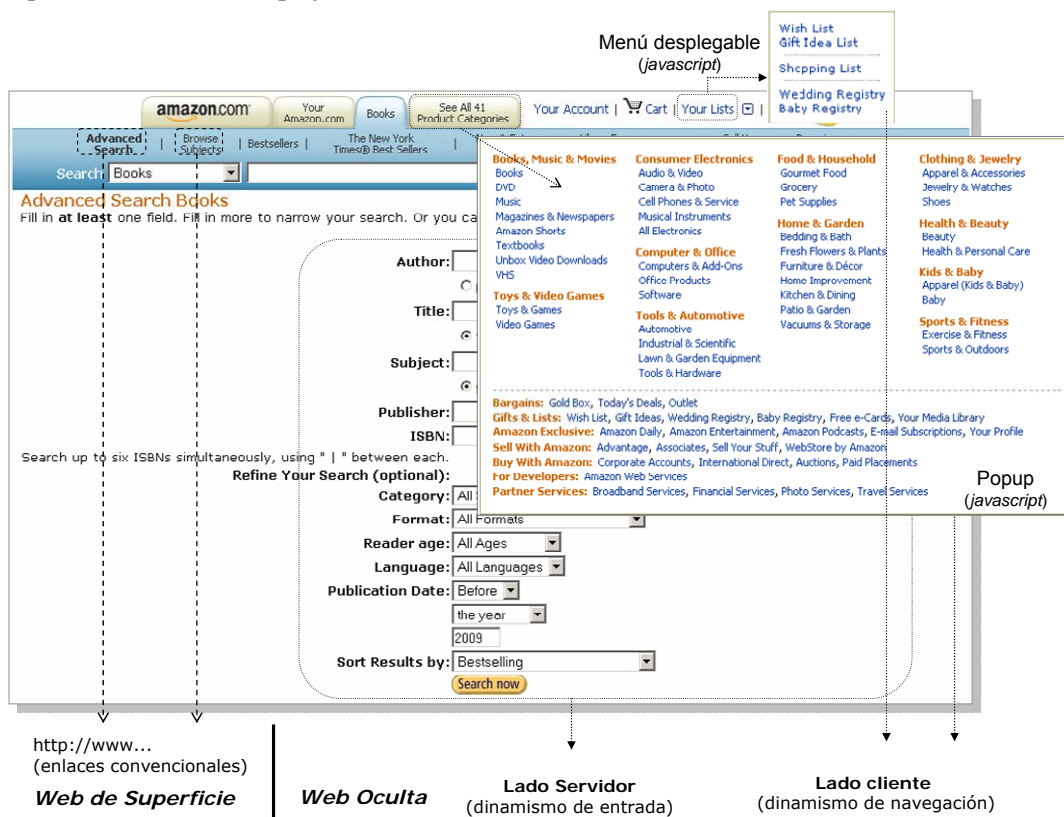 Wish List
Gift Idea List
Shopping List
Wedding Registry
Baby Registry
Menú desplegable
(javascript)
amazon.com
Your
Amazon.com
Books
See All 41
Product Categories
Your Account | Cart | Your Lists |
Advanced
Search | Browse
Subjects | Bestsellers | The New York
Times® Best Sellers |
Search Books
Advanced Search Books
Fill in at least one field. Fill in more to narrow your search. Or you ca
Author:
Title:
Subject:
Publisher:
ISBN:
Search up to six ISBNs simultaneously, using " | " between each.
Refine Your Search (optional):
Category: All
Format: All Formats
Reader age: All Ages
Language: All Languages
Publication Date: Before
the year
2009
Sort Results by: Bestselling
Search now
Books, Music & Movies
Books
DVD
Music
Magazines & Newspapers
Amazon Shorts
Textbooks
Unbox Video Downloads
VHS
Toys & Video Games
Toys & Games
Video Games
Consumer Electronics
Audio & Video
Camera & Photo
Cell Phones & Service
Musical Instruments
All Electronics
Computer & Office
Computers & Add-Ons
Office Products
Software
Tools & Automotive
Automotive
Industrial & Scientific
Lawn & Garden Equipment
Tools & Hardware
Food & Household
Gourmet Food
Grocery
Pet Supplies
Home & Garden
Bedding & Bath
Fresh Flowers & Plants
Furniture & Décor
Home Improvement
Kitchen & Dining
Patio & Garden
Vacuums & Storage
Clothing & Jewelry
Apparel & Accessories
Jewelry & Watches
Shoes
Health & Beauty
Beauty
Health & Personal Care
Kids & Baby
Apparel (Kids & Baby)
Baby
Sports & Fitness
Exercise & Fitness
Sports & Outdoors
Bargains: Gold Box, Today's Deals, Outlet
Gifts & Lists: Wish List, Gift Ideas, Wedding Registry, Baby Registry, Free e-Cards, Your Media Library
Amazon Exclusive: Amazon Daily, Amazon Entertainment, Amazon Podcasts, E-mail Subscriptions, Your Profile
Sell With Amazon: Advantage, Associates, Sell Your Stuff, WebStore by Amazon
Buy With Amazon: Corporate Accounts, International Direct, Auctions, Paid Placements
For Developers: Amazon Web Services
Partner Services: Broadband Services, Financial Services, Photo Services, Travel Services
Popup
(javascript)
http://www...
(enlaces convencionales)
Web de Superficie
Web Oculta
Lado Servidor
(dinamismo de entrada)
Lado cliente
(dinamismo de navegación)